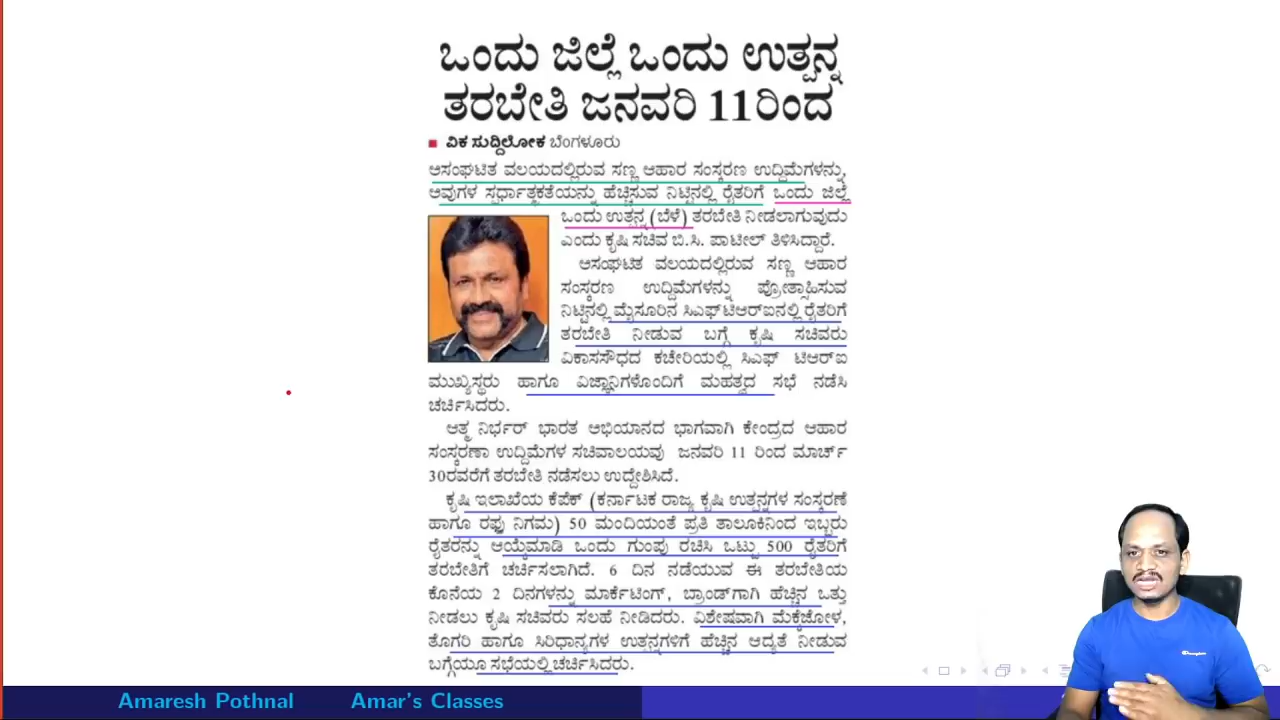 ಒಂದು ಜಿಲ್ಲೆ ಒಂದು ಉತ್ಪನ್ನ
ತರಬೇತಿ ಜನವರಿ 11ರಿಂದ
■ ವಿಕ ಸುದ್ದಿಲೋಕ ಬೆಂಗಳೂರು
ಆಸಂಘಟಿತ ವಲಯದಲ್ಲಿರುವ ಸಣ್ಣ ಆಹಾರ ಸಂಸ್ಕರಣ ಉದ್ದಿಮೆಗಳನ್ನು,
ಅವುಗಳ ಸ್ಪರ್ಧಾತ್ಮಕತೆಯನ್ನು ಹೆಚ್ಚಿಸುವ ನಿಟ್ಟಿನಲ್ಲಿ ರೈತರಿಗೆ ಒಂದು ಜಿಲ್ಲೆ
ಒಂದು ಉತ್ಪನ್ನ (ಬೆಳೆ) ತರಬೇತಿ ನೀಡಲಾಗುವುದು
ಎಂದು ಕೃಷಿ ಸಚಿವ ಬಿ.ಸಿ. ಪಾಟೀಲ್ ತಿಳಿಸಿದ್ದಾರೆ.
ಆಸಂಘಟಿತ ವಲಯದಲ್ಲಿರುವ ಸಣ್ಣ ಆಹಾರ
ಸಂಸ್ಕರಣ ಉದ್ದಿಮೆಗಳನ್ನು ಪ್ರೋತ್ಸಾಹಿಸುವ
ನಿಟ್ಟಿನಲ್ಲಿ ಮೈಸೂರಿನ ಸಿಎಫ್‌ಟಿಆರ್‌ಐನಲ್ಲಿ ರೈತರಿಗೆ
ತರಬೇತಿ ನೀಡುವ ಬಗ್ಗೆ ಕೃಷಿ ಸಚಿವರು
ವಿಕಾಸಸೌಧದ ಕಚೇರಿಯಲ್ಲಿ ಸಿಎಫ್ ಟಿಆರ್‌ಐ
ಮುಖ್ಯಸ್ಥರು ಹಾಗೂ ವಿಜ್ಞಾನಿಗಳೊಂದಿಗೆ ಮಹತ್ವದ ಸಭೆ ನಡೆಸಿ
ಚರ್ಚಿಸಿದರು.
ಆತ್ಮ ನಿರ್ಭರ್ ಭಾರತ ಅಭಿಯಾನದ ಭಾಗವಾಗಿ ಕೇಂದ್ರದ ಆಹಾರ
ಸಂಸ್ಕರಣಾ ಉದ್ದಿಮೆಗಳ ಸಚಿವಾಲಯವು ಜನವರಿ 11 ರಿಂದ ಮಾರ್ಚ್
30ರವರೆಗೆ ತರಬೇತಿ ನಡೆಸಲು ಉದ್ದೇಶಿಸಿದೆ.
ಕೃಷಿ ಇಲಾಖೆಯ ಕೆಪೆಕ್ (ಕರ್ನಾಟಕ ರಾಜ್ಯ ಕೃಷಿ ಉತ್ಪನ್ನಗಳ ಸಂಸ್ಕರಣೆ
ಹಾಗೂ ರಫ್ತು ನಿಗಮ) 50 ಮಂದಿಯಂತೆ ಪ್ರತಿ ತಾಲೂಕಿನಿಂದ ಇಬ್ಬರು
ರೈತರನ್ನು ಆಯ್ಕೆಮಾಡಿ ಒಂದು ಗುಂಪು ರಚಿಸಿ ಒಟ್ಟು 500 ರೈತರಿಗೆ
ತರಬೇತಿಗೆ ಚರ್ಚಿಸಲಾಗಿದೆ. 6 ದಿನ ನಡೆಯುವ ಈ ತರಬೇತಿಯ
ಕೊನೆಯ 2 ದಿನಗಳನ್ನು ಮಾರ್ಕೆಟಿಂಗ್, ಬ್ರಾಂಡ್‌ಗಾಗಿ ಹೆಚ್ಚಿನ ಒತ್ತು
ನೀಡಲು ಕೃಷಿ ಸಚಿವರು ಸಲಹೆ ನೀಡಿದರು. ವಿಶೇಷವಾಗಿ ಮೆಕ್ಕೆಜೋಳ,
ತೊಗರಿ ಹಾಗೂ ಸಿರಿಧಾನ್ಯಗಳ ಉತ್ಪನ್ನಗಳಿಗೆ ಹೆಚ್ಚಿನ ಆದ್ಯತೆ ನೀಡುವ
ಬಗ್ಗೆಯೂ ಸಭೆಯಲ್ಲಿ ಚರ್ಚಿಸಿದರು.
Amaresh Pothnal Amar's Classes